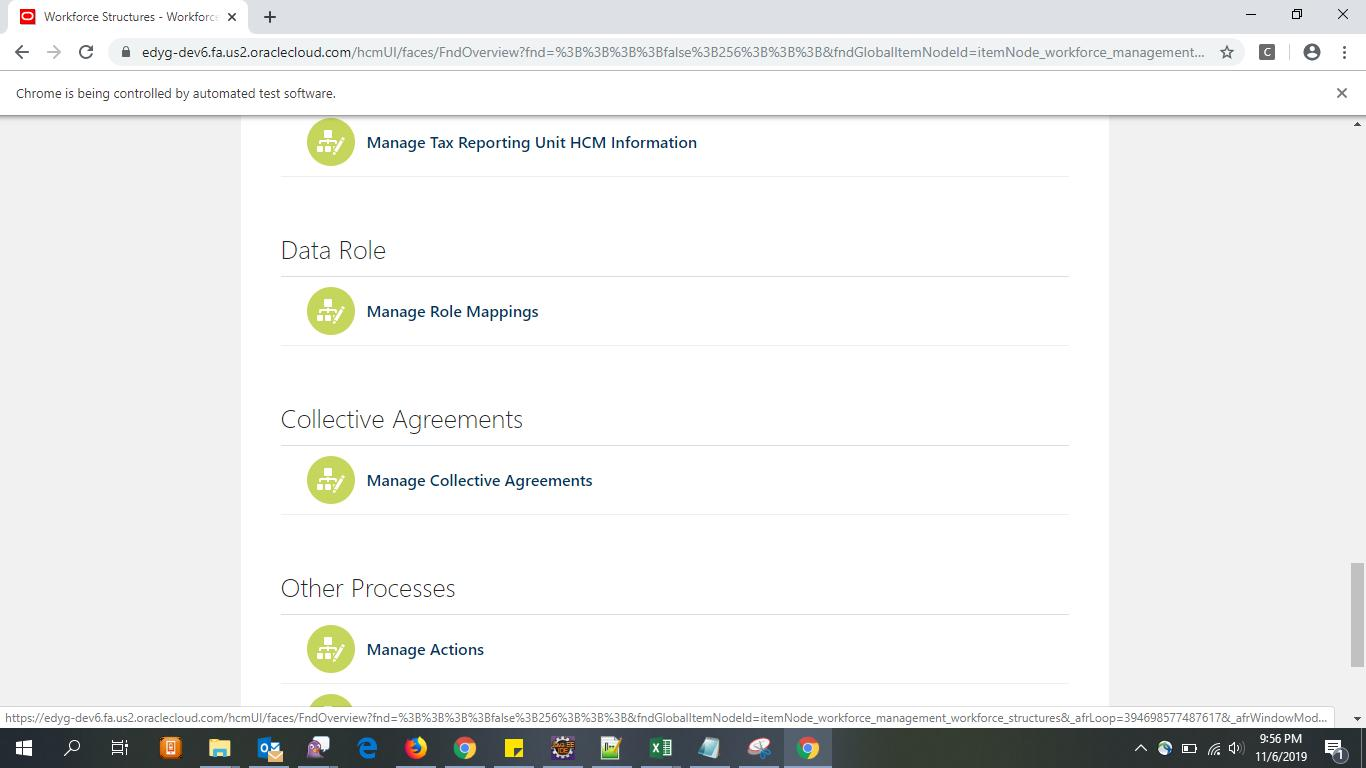 Workforce Structures - Workforce
edyg-dev6.fa.us2.oraclecloud.com/hcmUI/faces/FndOverview?fnd=%3B%3B%3B%3Bfalse%3B256%3B%3B%3B&fndGlobalItemNodeId=itemNode_workforce_management...
C
Chrome is being controlled by automated test software.
Manage Tax Reporting Unit HCM Information
Data Role
Manage Role Mappings
Collective Agreements
Manage Collective Agreements
Other Processes
Manage Actions
https://edyg-dev6.fa.us2.oraclecloud.com/hcmUI/faces/FndOverview?fnd=%3B%3B%3B%3Bfalse%3B256%3B%3B%3B&fndGlobalItemNodeId=itemNode_workforce_management_workforce_structures&_afrLoop=394698577487617&_afrWindowMod...
9:56 PM
11/6/2019
1